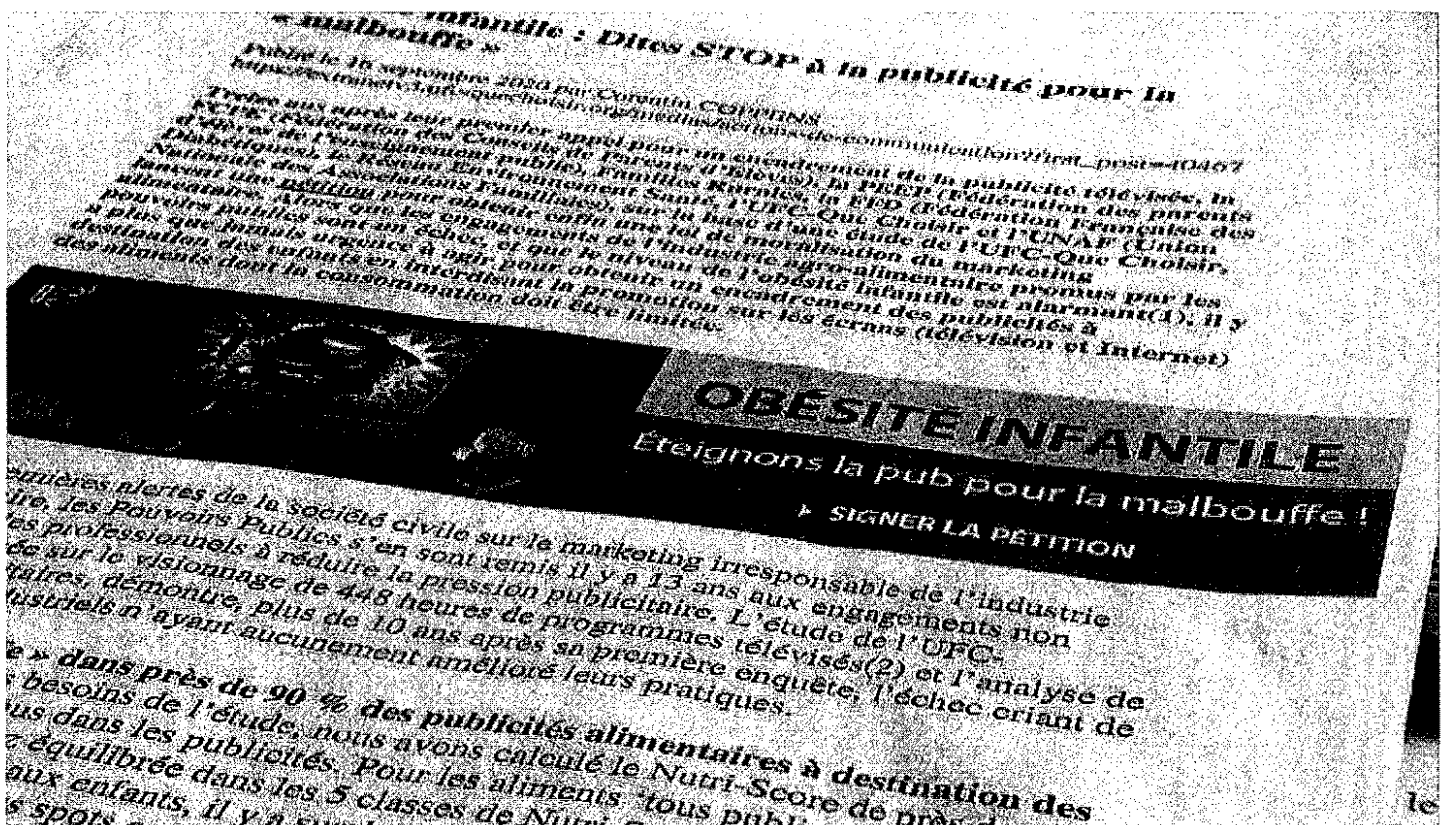 infantile : Dites STOP à la publicité pour la
« malbouffe »
Publié le 18 septembre 2020 par Corentin COPPENS
first_post=40467
Treize ans après leur premier appel pour un encadrement de la publicité télévisée, la
FCPE (Fédération des Conseils de Parents d'Elèves), la PEEP (Fédération des parents
d'élèves de l'enseignement public), Familles Rurales, la FFD (Fédération Française des
Diabétiques), le Réseau Environnement Santé, l'UFC-Que Choisir et l'UNAF (Union
Nationale des Associations Familiales), sur la base d'une étude de l'UFC-Que Choisir,
lancent une pétition pour obtenir enfin une loi de moralisation du marketing
alimentaire. Alors que les engagements de l'industrie agro-alimentaire promus par les
Pouvoirs Publics ont un échec, et que le niveau de l'obésité infantile est alarmant(1), il y
a plus que jamais urgence à agir pour obtenir un encadrement des publicités à
destination des enfants en interdisant la promotion sur les écrans (télévision et Internet)
des aliments dont la consommation doit être limitée.
OBÉSITÉ INFANTILE
Éteignons la pub pour la malbouffe !
SIGNER LA PÉTITION
alertes de la société civile sur le marketing irresponsable de l'industrie
les Pouvoirs Publics s'en sont remis il y a 13 ans aux engagements non
professionnels à réduire la pression publicitaire. L'étude de l'UFC-
sur le visionnage de 448 heures de programmes télévisés(2) et l'analyse de
démontre, plus de 10 ans après sa première enquête, l'échec criant de
n'ayant aucunement amélioré leurs pratiques.
» dans près de 90 % des publicités alimentaires à destination des
besoins de l'étude, nous avons calculé le Nutri-Score de près
dans les publicités. Pour les aliments 'tous
équilibrée dans les 5 classes de
aux enfants, il y a
spots
le